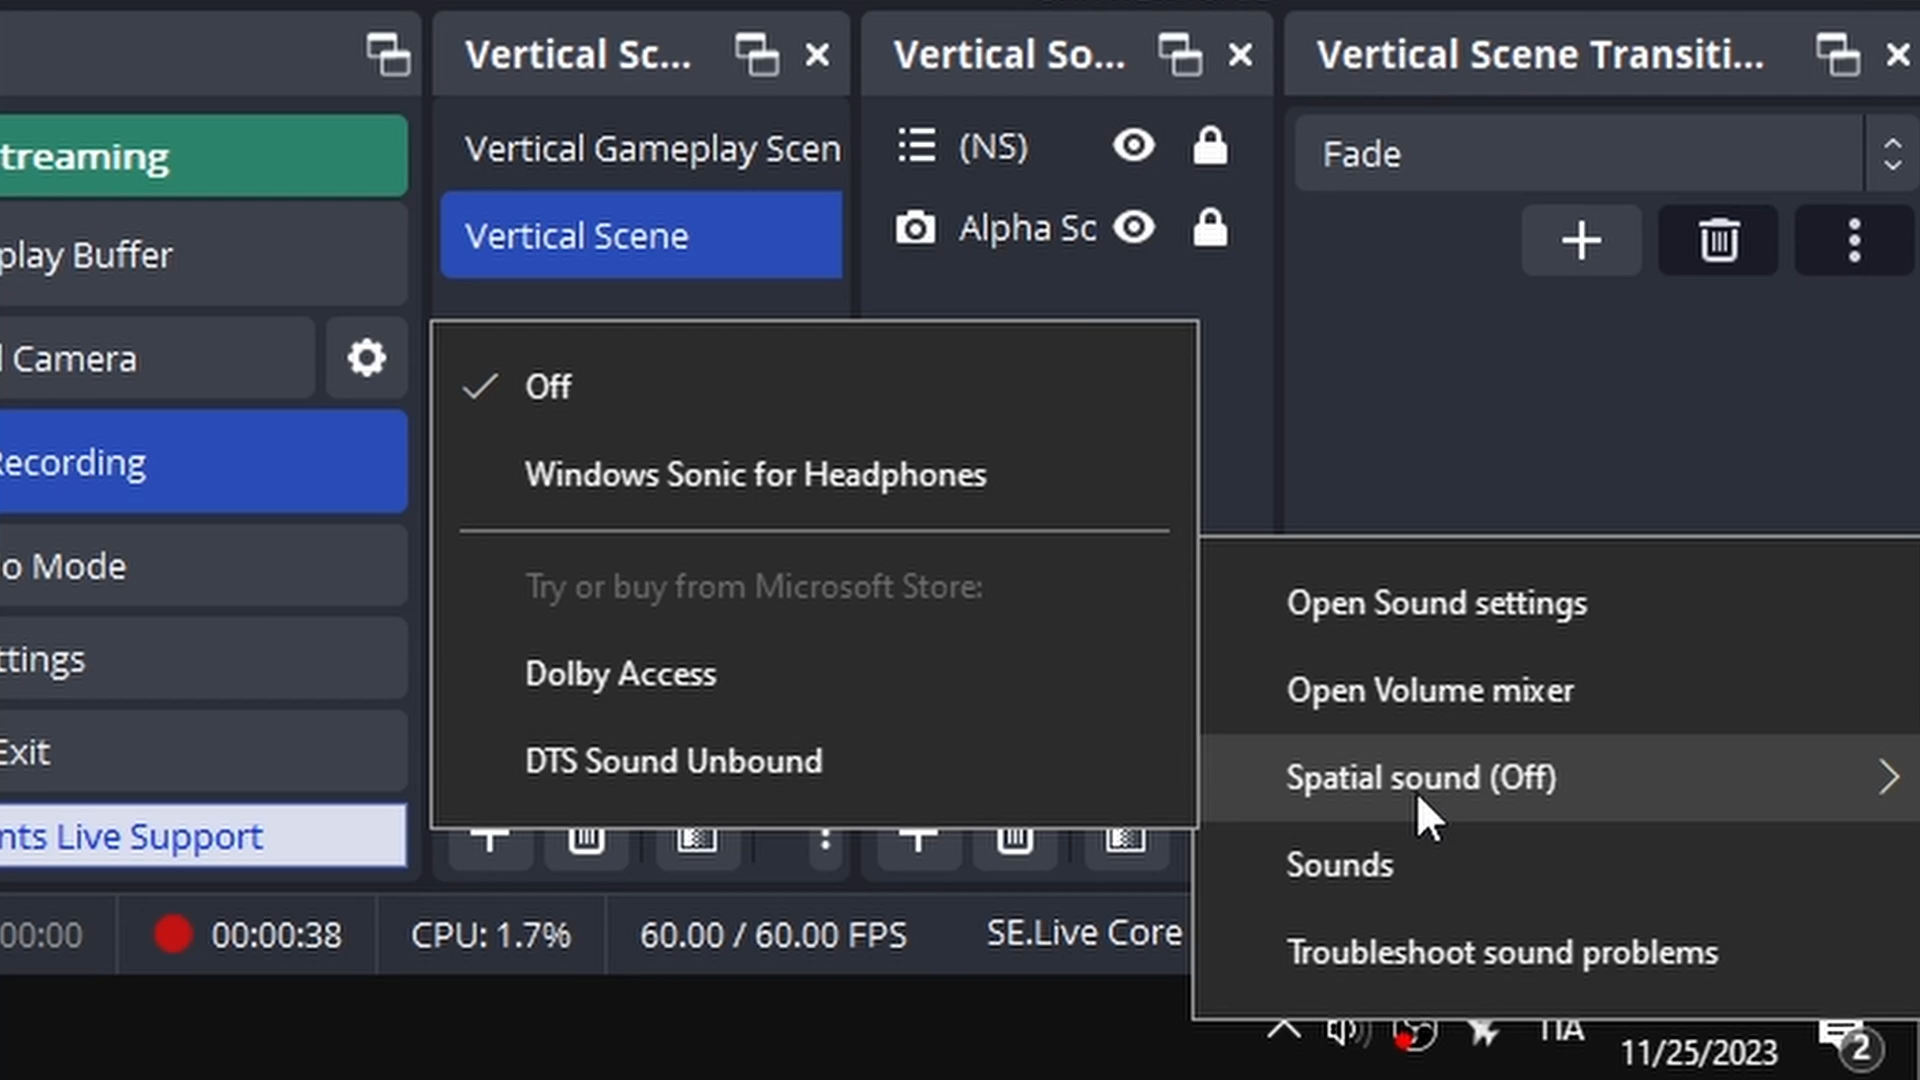 Vertical Sc...
Vertical So...
Vertical Scene Transiti...
treaming
play Buffer
Camera
Recording
o Mode
ttings
Exit
nts Live Support
Vertical Gameplay Scen
Vertical Scene
(NS)
Alpha Sc
Fade
Off
Windows Sonic for Headphones
Try or buy from Microsoft Store:
Dolby Access
DTS Sound Unbound
Open Sound settings
Open Volume mixer
Spatial sound (Off)
Sounds
Troubleshoot sound problems
00:00
00:00:38
CPU: 1.7%
60.00 / 60.00 FPS
SE.Live Core
11/25/2023
2